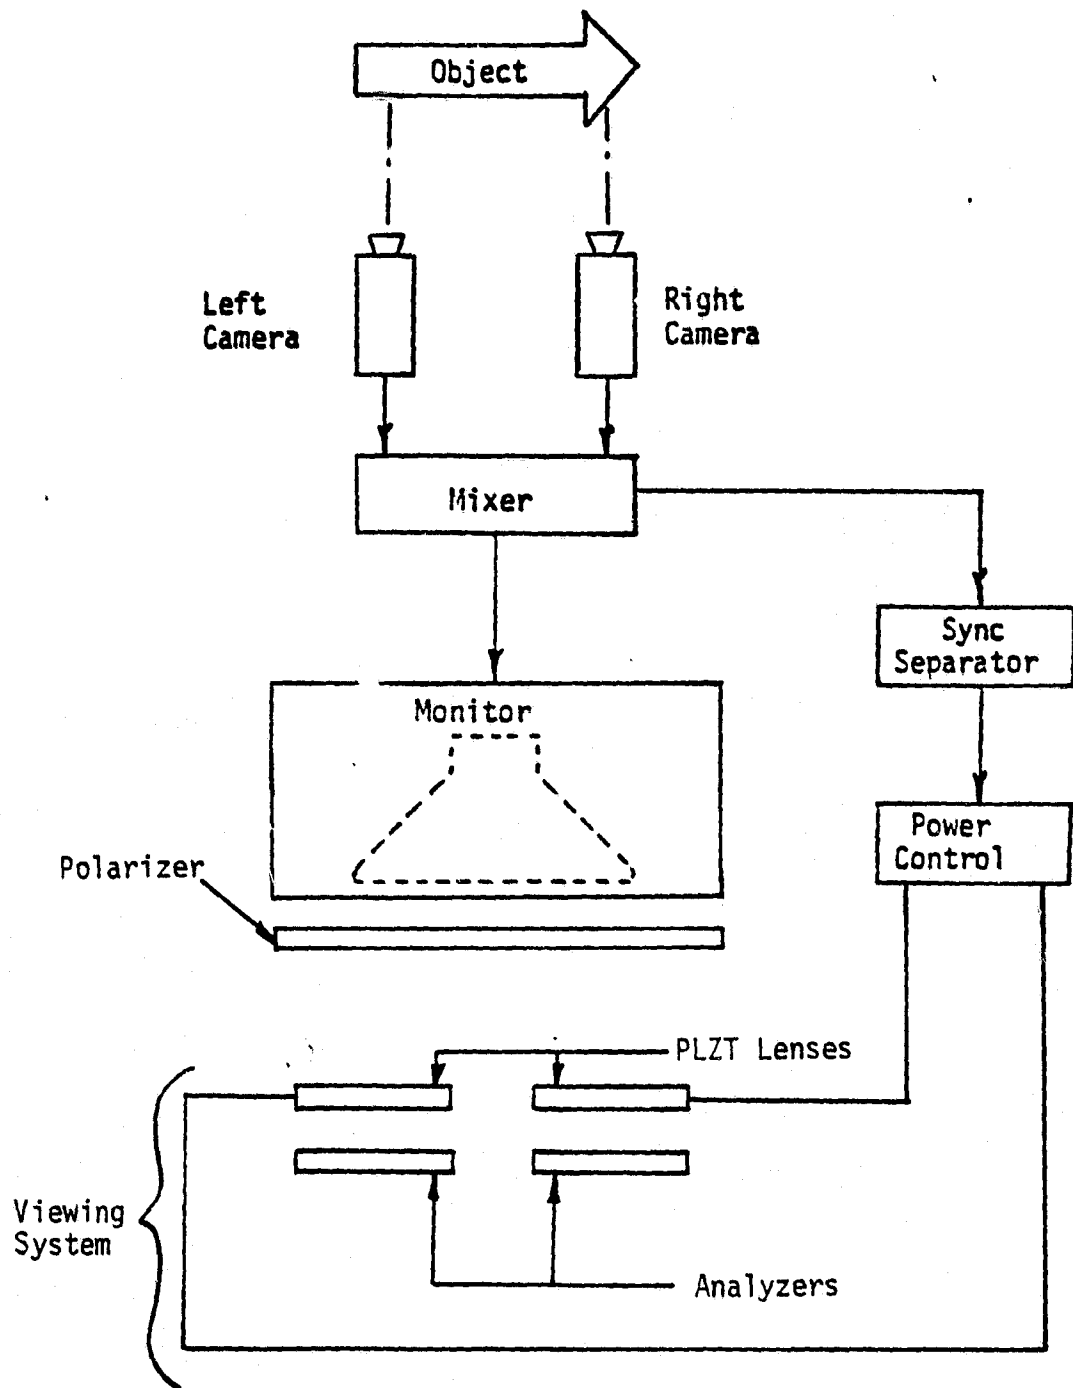 Object
Left
Camera
Right
Camera
Mixer
Sync
Separator
Monitor
Power
Control
Polarizer
PLZT Lenses
Viewing
System
Analyzers